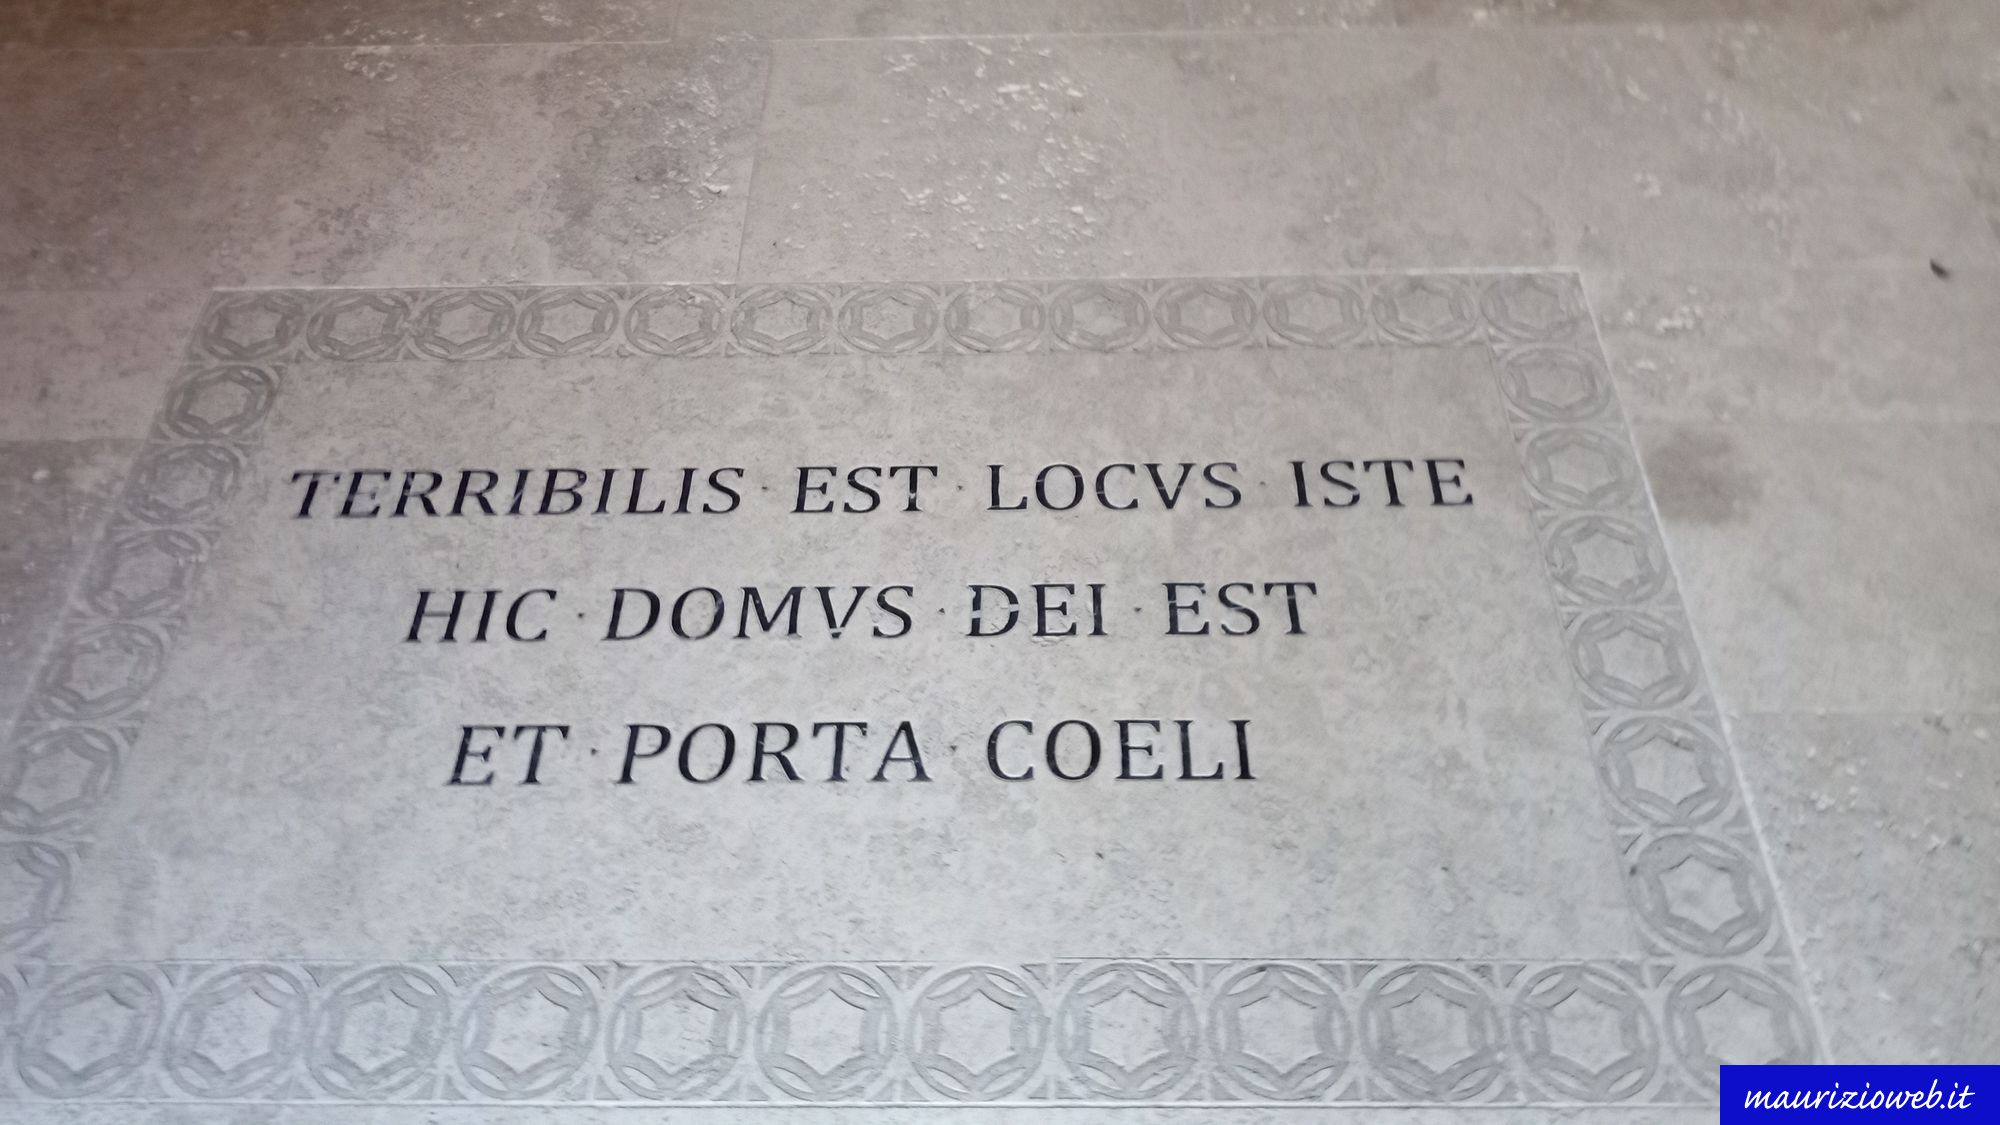 TERRIBILIS · EST · LOCVS · ISTE
HIC · DOMVS · DEI · EST
ET · PORTA · COELI
maurizioweb.it